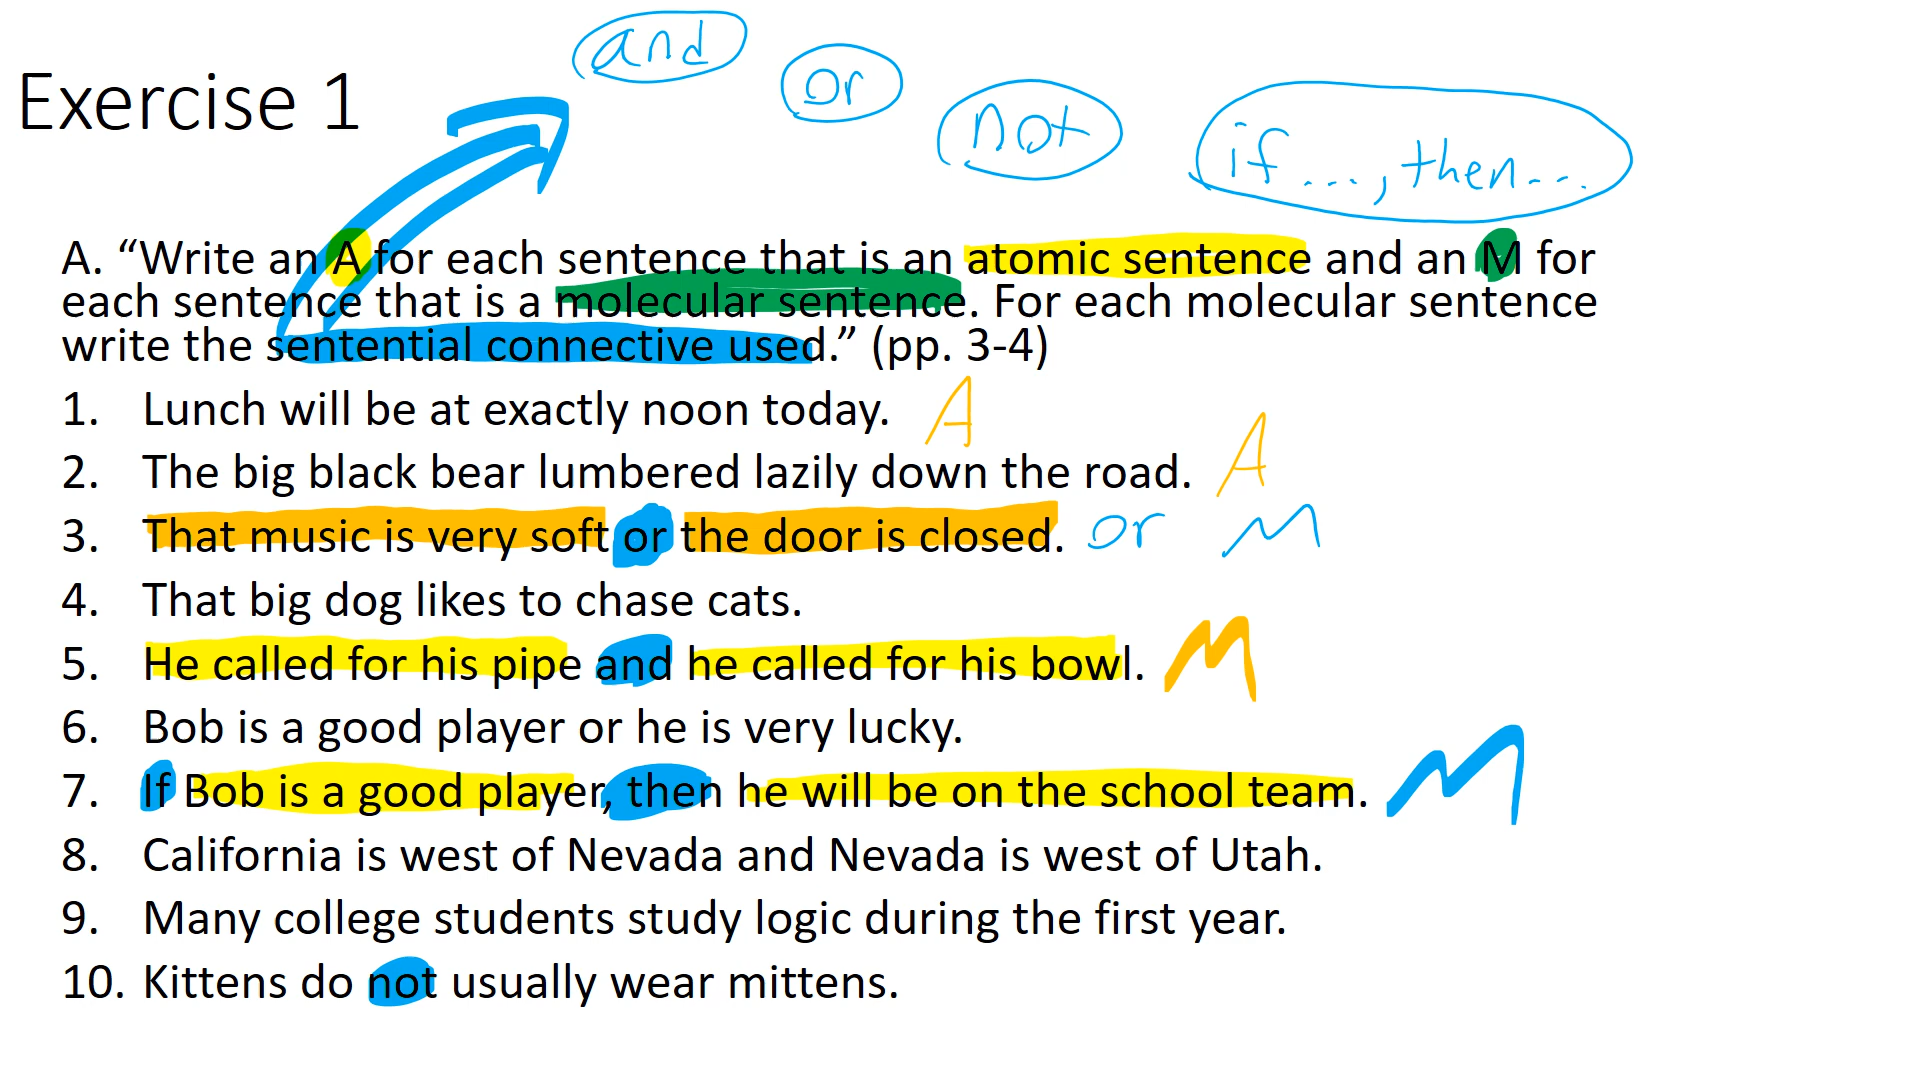 and
or
not
if ..., then...
Exercise 1
A. “Write an A for each sentence that is an atomic sentence and an M for
each sentence that is a molecular sentence. For each molecular sentence
write the sentential connective used.” (pp. 3-4)
1. Lunch will be at exactly noon today. A
2. The big black bear lumbered lazily down the road. A
3. That music is very soft or the door is closed. or M
4. That big dog likes to chase cats.
5. He called for his pipe and he called for his bowl. M
6. Bob is a good player or he is very lucky.
7. If Bob is a good player, then he will be on the school team. M
8. California is west of Nevada and Nevada is west of Utah.
9. Many college students study logic during the first year.
10. Kittens do not usually wear mittens.